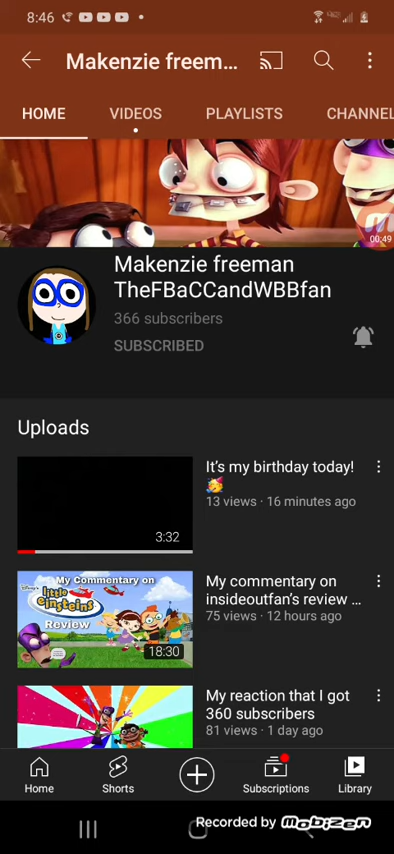 8:46
Makenzie freem...
HOME VIDEOS PLAYLISTS CHANNEL
00:49
Makenzie freeman
TheFBaCCandWBBfan
366 subscribers
SUBSCRIBED
Uploads
3:32
It's my birthday today!
🥳
13 views · 16 minutes ago
My Commentary on
Disney's
little
einsteins
Review
18:30
My commentary on
insideoutfan's review ...
75 views · 12 hours ago
My reaction that I got
360 subscribers
81 views · 1 day ago
Home Shorts Subscriptions Library
Recorded by Mobizen